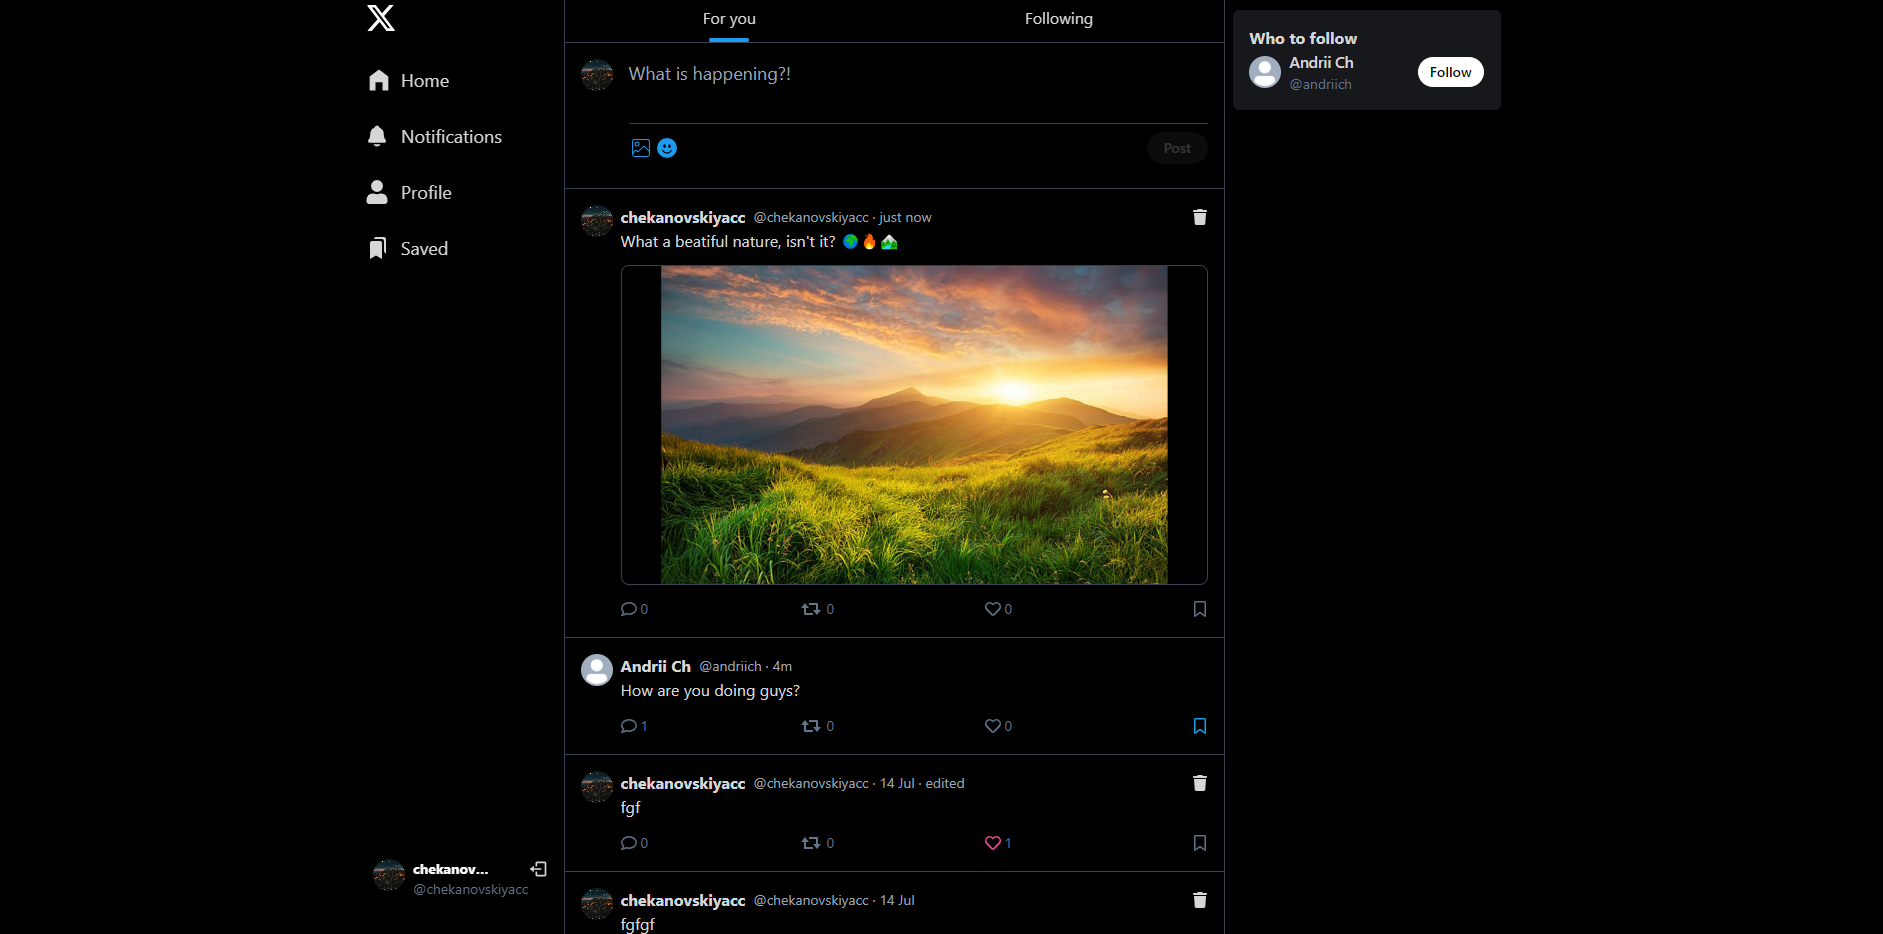 Home
Notifications
Profile
Saved
chekanov...
@chekanovskiyacc
For you
Following
What is happening?!
Post
chekanovskiyacc @chekanovskiyacc · just now
What a beatiful nature, isn't it? 🌍🔥🏞️
0 0 0
Andrii Ch @andriich · 4m
How are you doing guys?
1 0 0
chekanovskiyacc @chekanovskiyacc · 14 Jul · edited
fgf
0 0 1
chekanovskiyacc @chekanovskiyacc · 14 Jul
fgfgf
Who to follow
Andrii Ch
@andriich
Follow